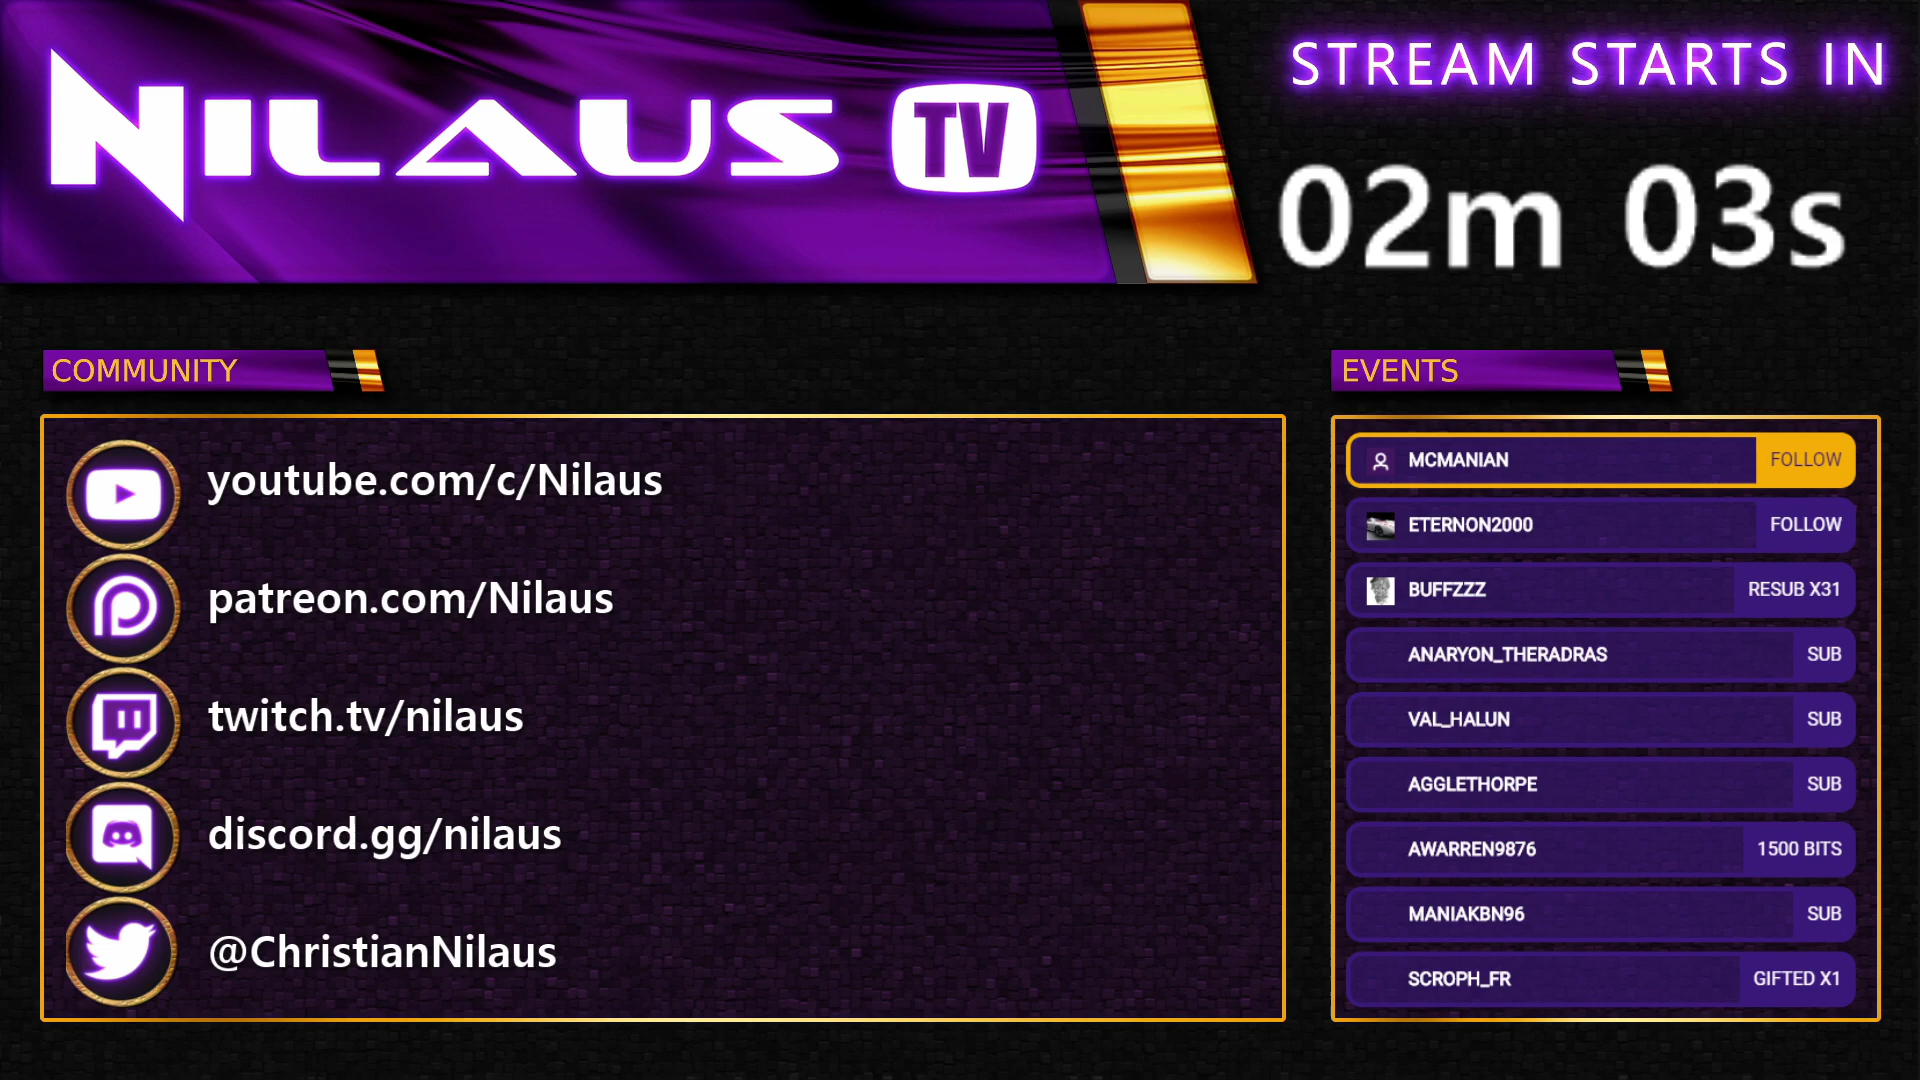 NILAUS TV
STREAM STARTS IN
02m 03s
COMMUNITY
youtube.com/c/Nilaus
patreon.com/Nilaus
twitch.tv/nilaus
discord.gg/nilaus
@ChristianNilaus
EVENTS
MCMANIAN FOLLOW
ETERNON2000 FOLLOW
BUFFZZZ RESUB X31
ANARYON_THERADRAS SUB
VAL_HALUN SUB
AGGLETHORPE SUB
AWARREN9876 1500 BITS
MANIAKBN96 SUB
SCROPH_FR GIFTED X1